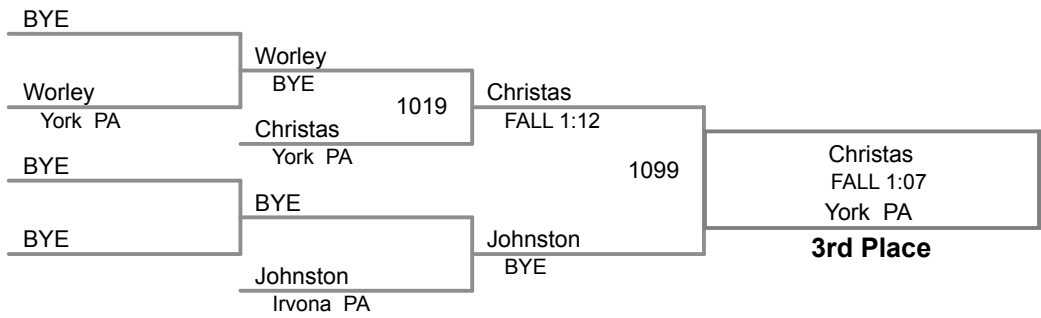 BYE
Worley
BYE
Worley
York PA
1019
Christas
FALL 1:12
Christas
York PA
BYE
1099
Christas
FALL 1:07
York PA
BYE
BYE
Johnston
BYE
3rd Place
Johnston
Irvona PA